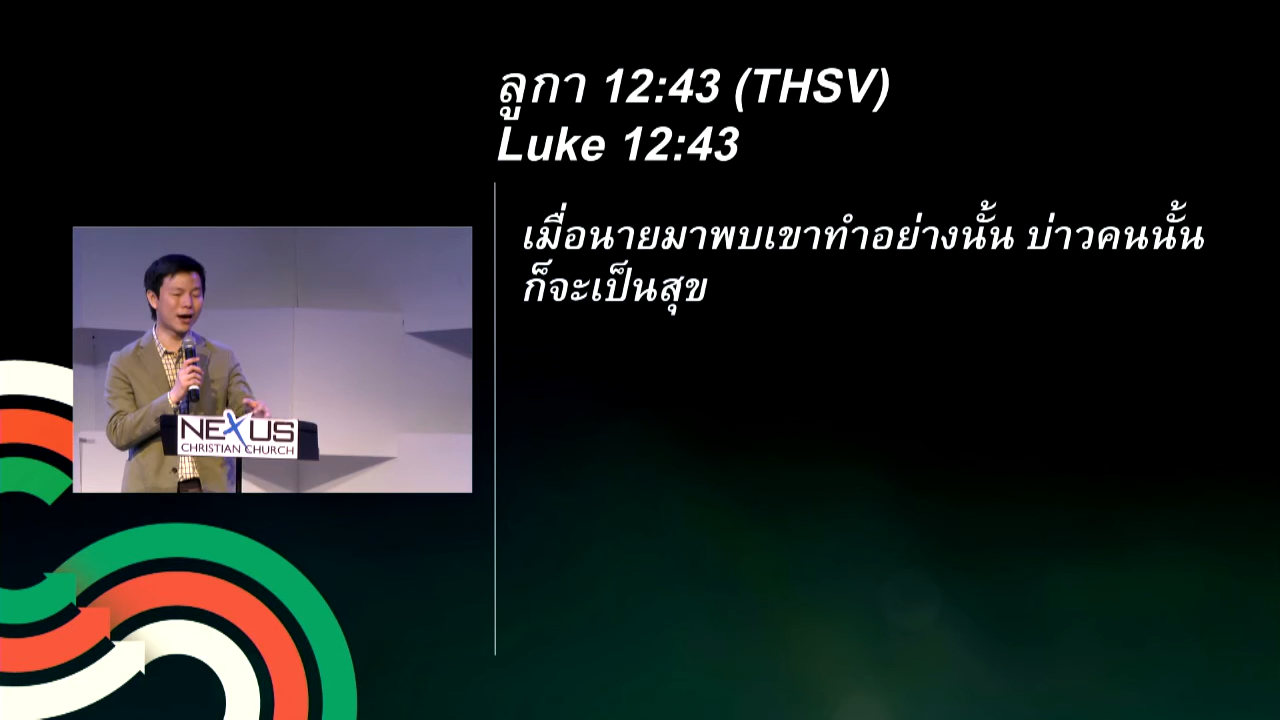 ลูกา 12:43 (THSV)
Luke 12:43
เมื่อนายมาพบเขาทำอย่างนั้น บ่าวคนนั้น
ก็จะเป็นสุข
NEXUS
CHRISTIAN CHURCH